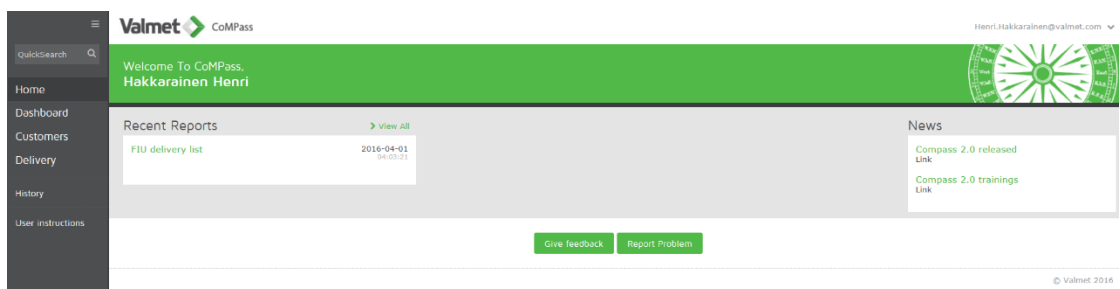 Valmet CoMPass
Henri.Hakkarainen@valmet.com
QuickSearch
Home
Dashboard
Customers
Delivery
History
User instructions
Welcome To CoMPass,
Hakkarainen Henri
Recent Reports
View All
FIU delivery list
2016-04-01
04:03:21
News
Compass 2.0 released
Link
Compass 2.0 trainings
Link
Give feedback
Report Problem
© Valmet 2016